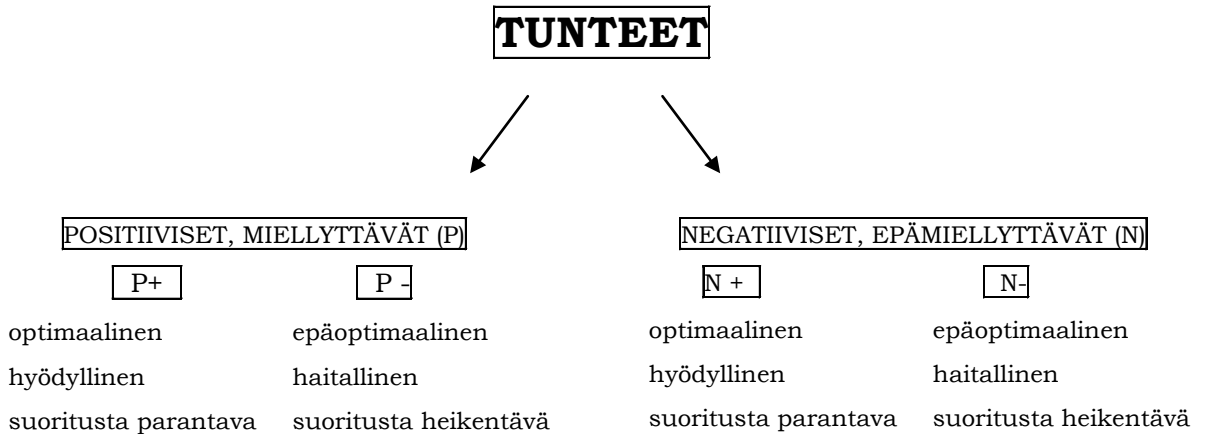 TUNTEET
POSITIIVISET, MIELLYTTÄVÄT (P)
NEGATIIVISET, EPÄMIELLYTTÄVÄT (N)
P+
P -
N +
N-
optimaalinen
epäoptimaalinen
optimaalinen
epäoptimaalinen
hyödyllinen
haitallinen
hyödyllinen
haitallinen
suoritusta parantava
suoritusta heikentävä
suoritusta parantava
suoritusta heikentävä